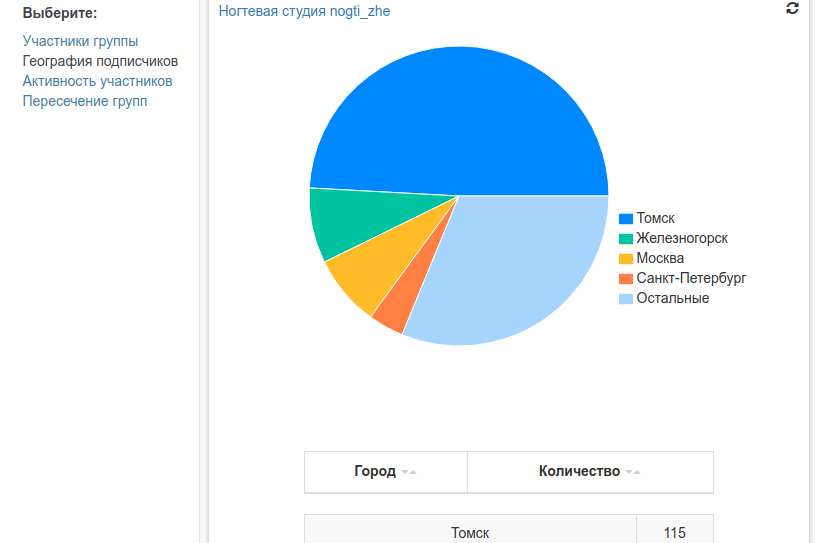 Выберите:
Участники группы
География подписчиков
Активность участников
Пересечение групп
Ногтевая студия nogti_zhe
Томск
Железногорск
Москва
Санкт-Петербург
Остальные
Город Количество
Томск 115